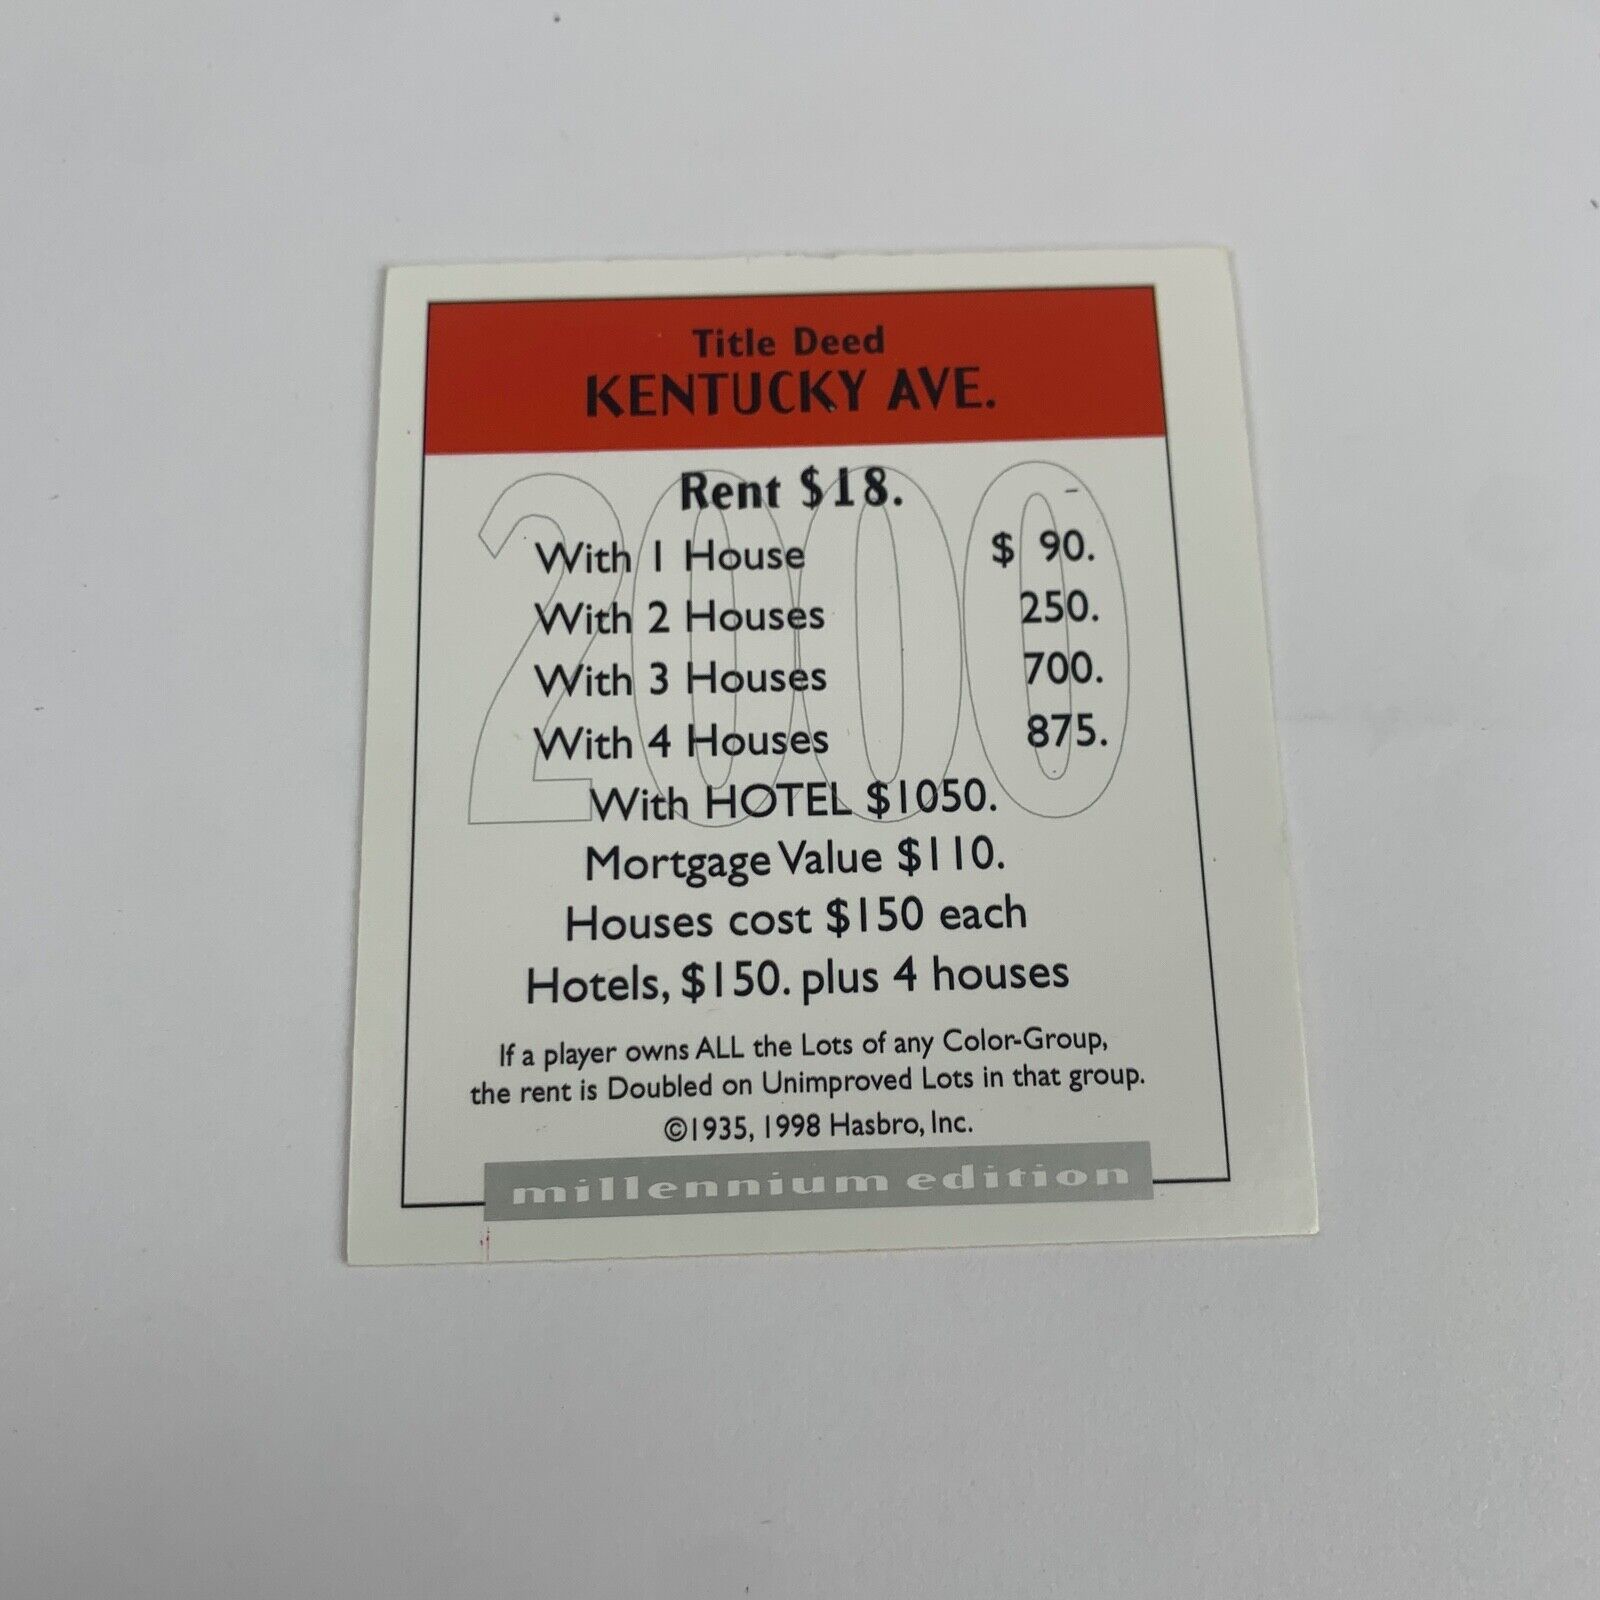 Title Deed
KENTUCKY AVE.
2000
Rent $18.
With 1 House $ 90.
With 2 Houses 250.
With 3 Houses 700.
With 4 Houses 875.
With HOTEL $1050.
Mortgage Value $110.
Houses cost $150 each
Hotels, $150. plus 4 houses
If a player owns ALL the Lots of any Color-Group,
the rent is Doubled on Unimproved Lots in that group.
©1935, 1998 Hasbro, Inc.
millennium edition